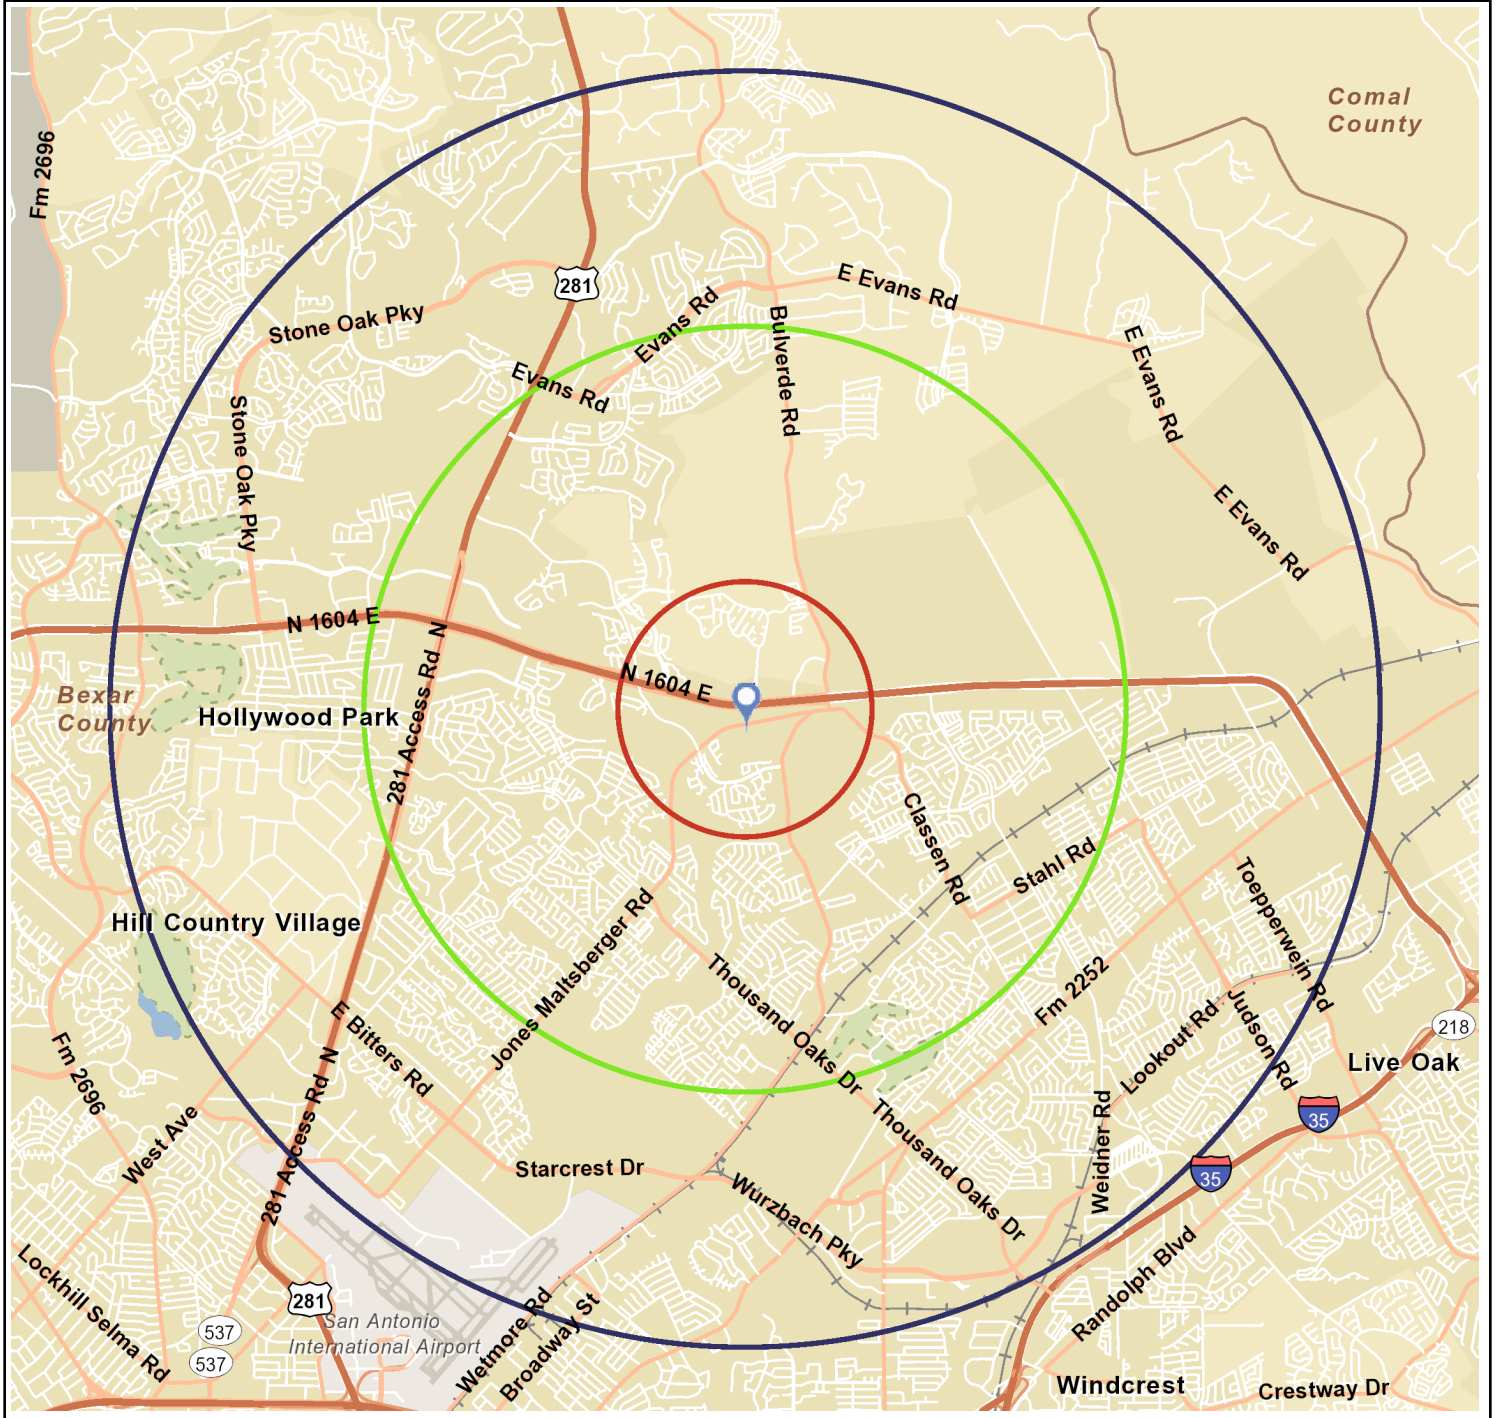 Comal
County
Fm 2696
E Evans Rd
281
Evans Rd
Stone Oak Pky
Bulverde Rd
E Evans Rd
Evans Rd
Stone Oak Pky
E Evans Rd
N 1604 E
281 Access Rd N
N 1604 E
Bexar
County
Hollywood Park
Classen Rd
Stahl Rd
Toepperwein Rd
Hill Country Village
Jones Maltsberger Rd
Thousand Oaks Dr
Fm 2252
E Bitters Rd
Lookout Rd
Judson Rd
218
Live Oak
Fm 2696
281 Access Rd N
West Ave
Thousand Oaks Dr
Weidner Rd
35
35
Starcrest Dr
Wurzbach Pky
Randolph Blvd
Lockhill Selma Rd
281
537
537
San Antonio
International Airport
Wetmore Rd
Broadway St
Windcrest
Crestway Dr